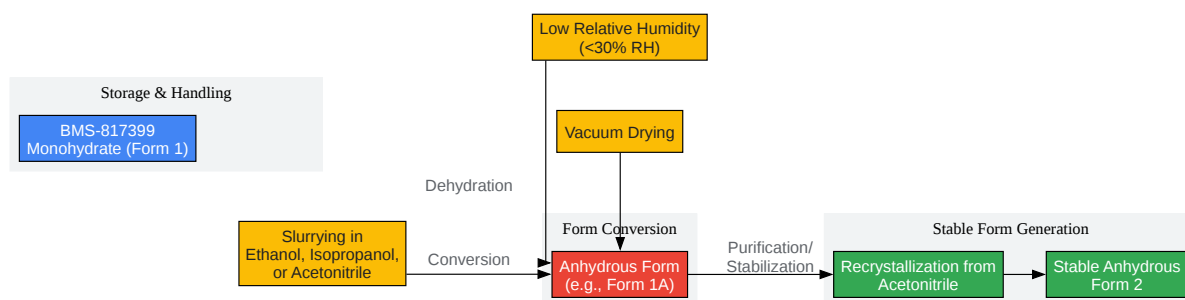 Low Relative Humidity
(<30% RH)
Storage & Handling
BMS-817399
Monohydrate (Form 1)
Vacuum Drying
Dehydration
Slurrying in
Ethanol, Isopropanol,
or Acetonitrile
Conversion
Form Conversion
Anhydrous Form
(e.g., Form 1A)
Purification/
Stabilization
Stable Form Generation
Recrystallization from
Acetonitrile
Stable Anhydrous
Form 2